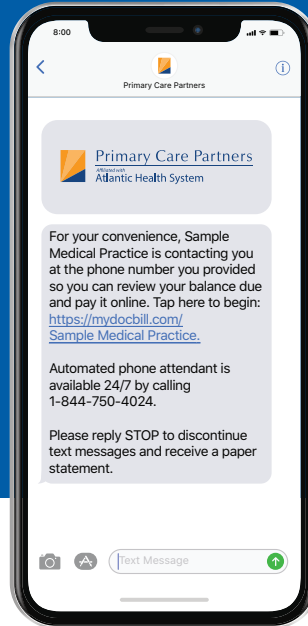 8:00
Primary Care Partners
Primary Care Partners
Affiliated with
Atlantic Health System
For your convenience, Sample
Medical Practice is contacting you
at the phone number you provided
so you can review your balance due
and pay it online. Tap here to begin:
https://mydocbill.com/
Sample Medical Practice.
Automated phone attendant is
available 24/7 by calling
1-844-750-4024.
Please reply STOP to discontinue
text messages and receive a paper
statement.
Text Message